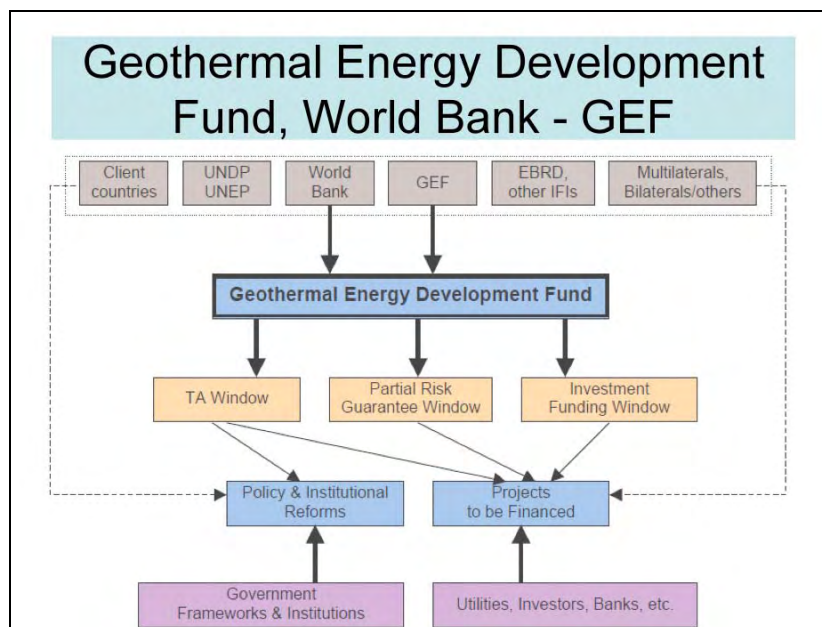 Geothermal Energy Development
Fund, World Bank - GEF
Client
countries
UNDP
UNEP
World
Bank
GEF
EBRD,
other IFIs
Multilaterals,
Bilaterals/others
Geothermal Energy Development Fund
TA Window
Partial Risk
Guarantee Window
Investment
Funding Window
Policy & Institutional
Reforms
Projects
to be Financed
Government
Frameworks & Institutions
Utilities, Investors, Banks, etc.